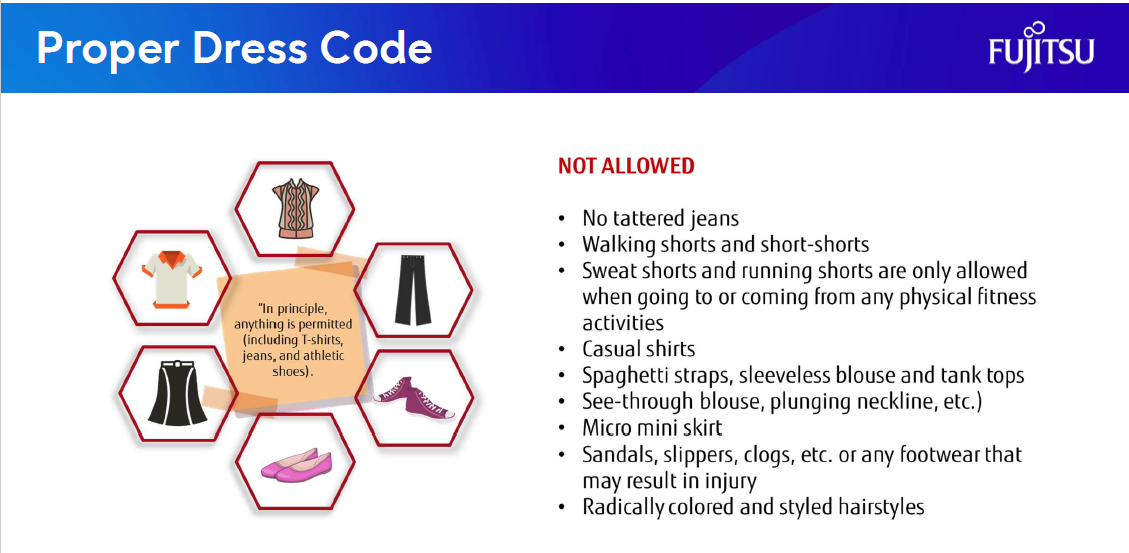 Proper Dress Code
FUJITSU
"In principle,
anything is permitted
(including T-shirts,
jeans, and athletic
shoes).
NOT ALLOWED
• No tattered jeans
• Walking shorts and short-shorts
• Sweat shorts and running shorts are only allowed
when going to or coming from any physical fitness
activities
• Casual shirts
• Spaghetti straps, sleeveless blouse and tank tops
• See-through blouse, plunging neckline, etc.)
• Micro mini skirt
• Sandals, slippers, clogs, etc. or any footwear that
may result in injury
• Radically colored and styled hairstyles